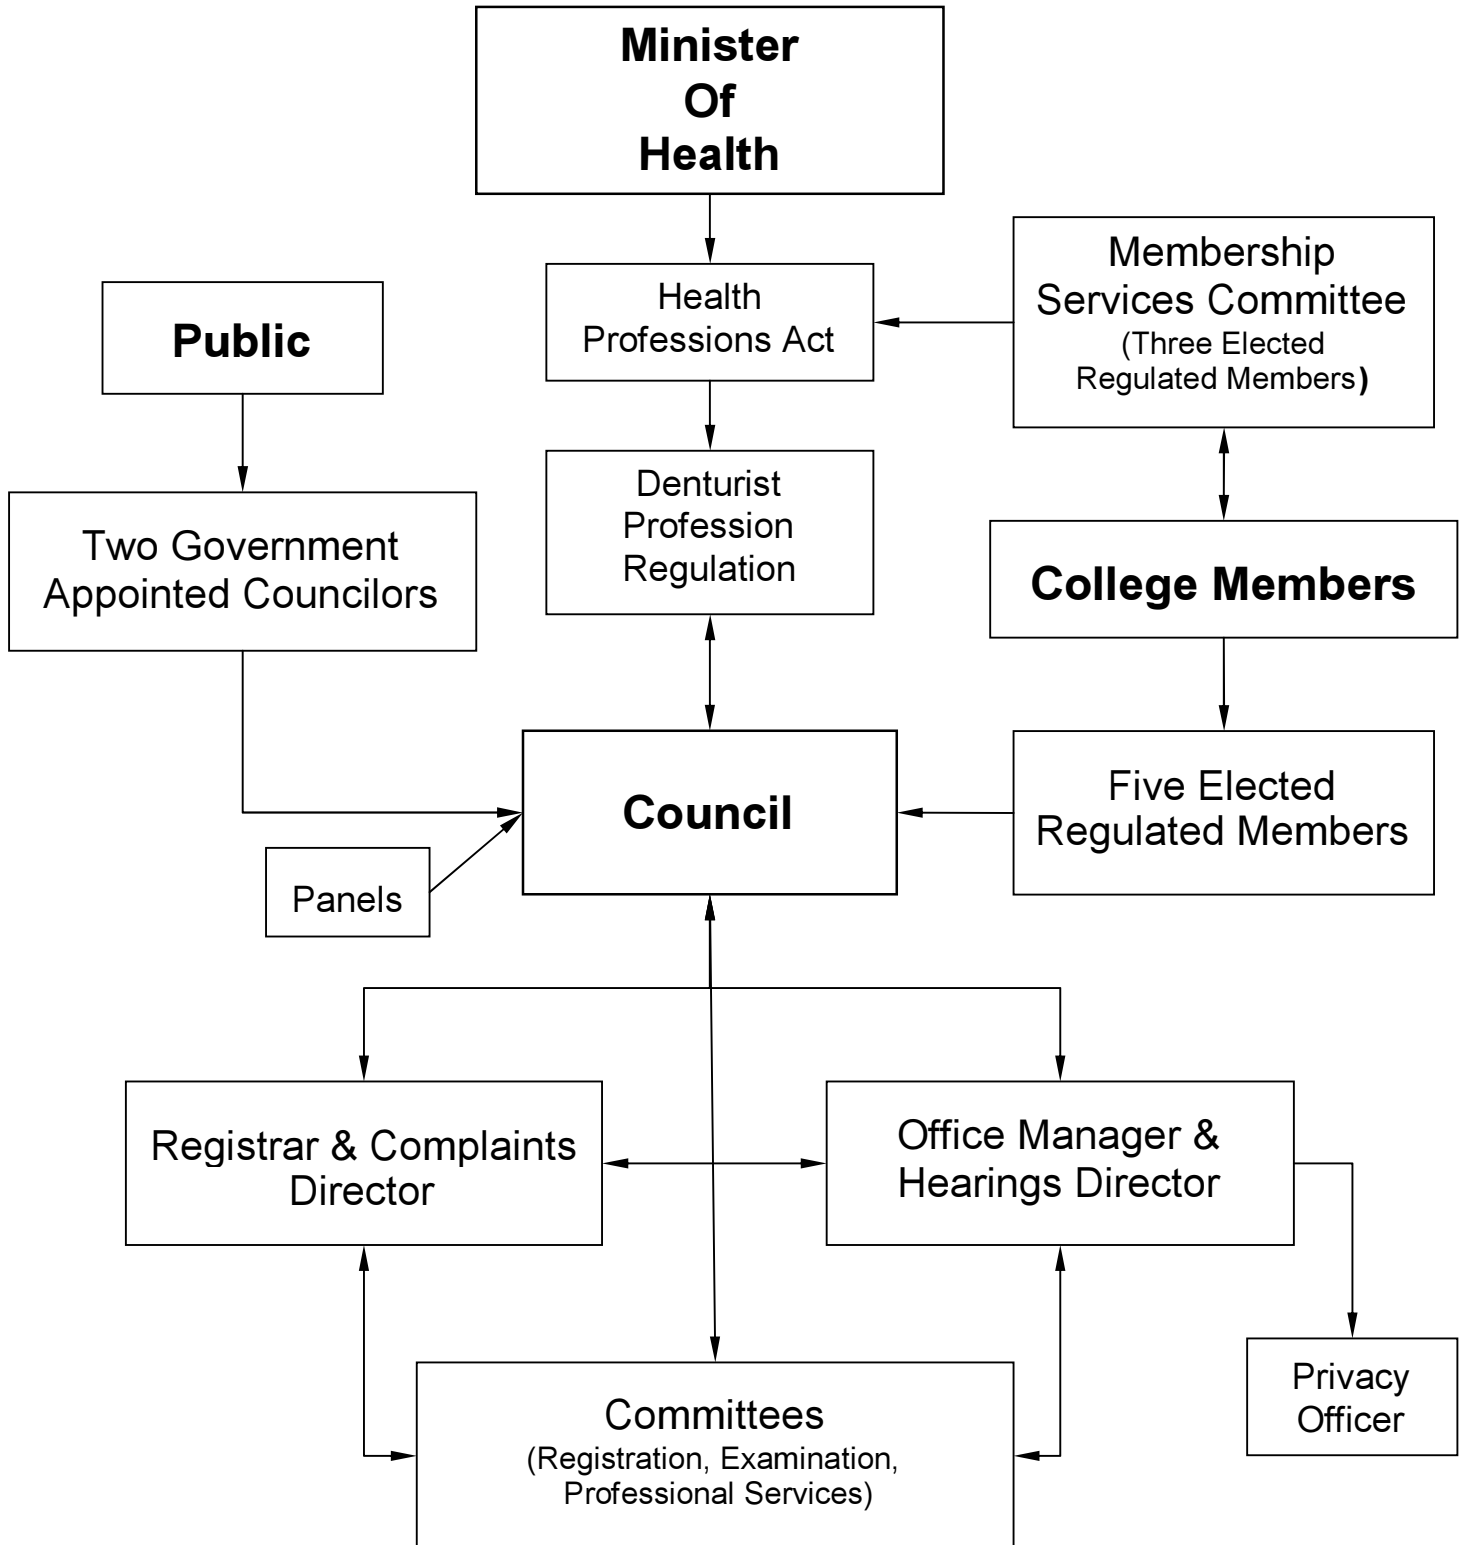 Minister
Of
Health
Health
Professions Act
Membership
Services Committee
(Three Elected
Regulated Members)
Public
Denturist
Profession
Regulation
Two Government
Appointed Councilors
College Members
Council
Five Elected
Regulated Members
Panels
Registrar & Complaints
Director
Office Manager &
Hearings Director
Privacy
Officer
Committees
(Registration, Examination,
Professional Services)